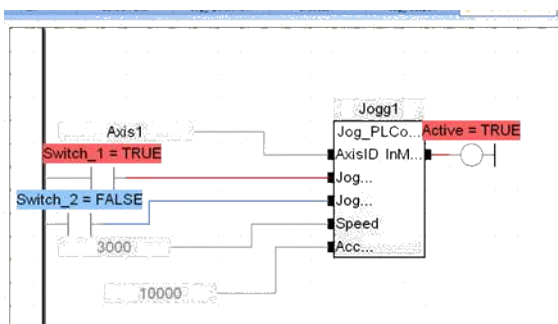 Jogg1
Axis1
Jog_PLCo... Active = TRUE
Switch_1 = TRUE
AxisID InM...
Jog...
Switch_2 = FALSE
Jog...
Speed
3000
Acc...
10000